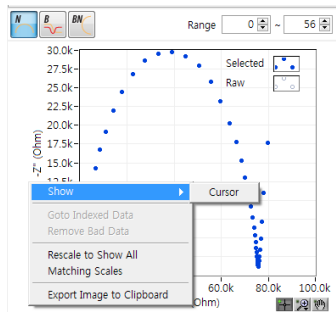 N B BN Range 0 ~ 56
30.0k
27.5k
25.0k
22.5k
20.0k
17.5k
15.0k
12.5k
-Z" (Ohm)
Selected
Raw
Show
Cursor
Goto Indexed Data
Remove Bad Data
Rescale to Show All
Matching Scales
Export Image to Clipboard
60.0k 80.0k 100.0k
(Ohm)